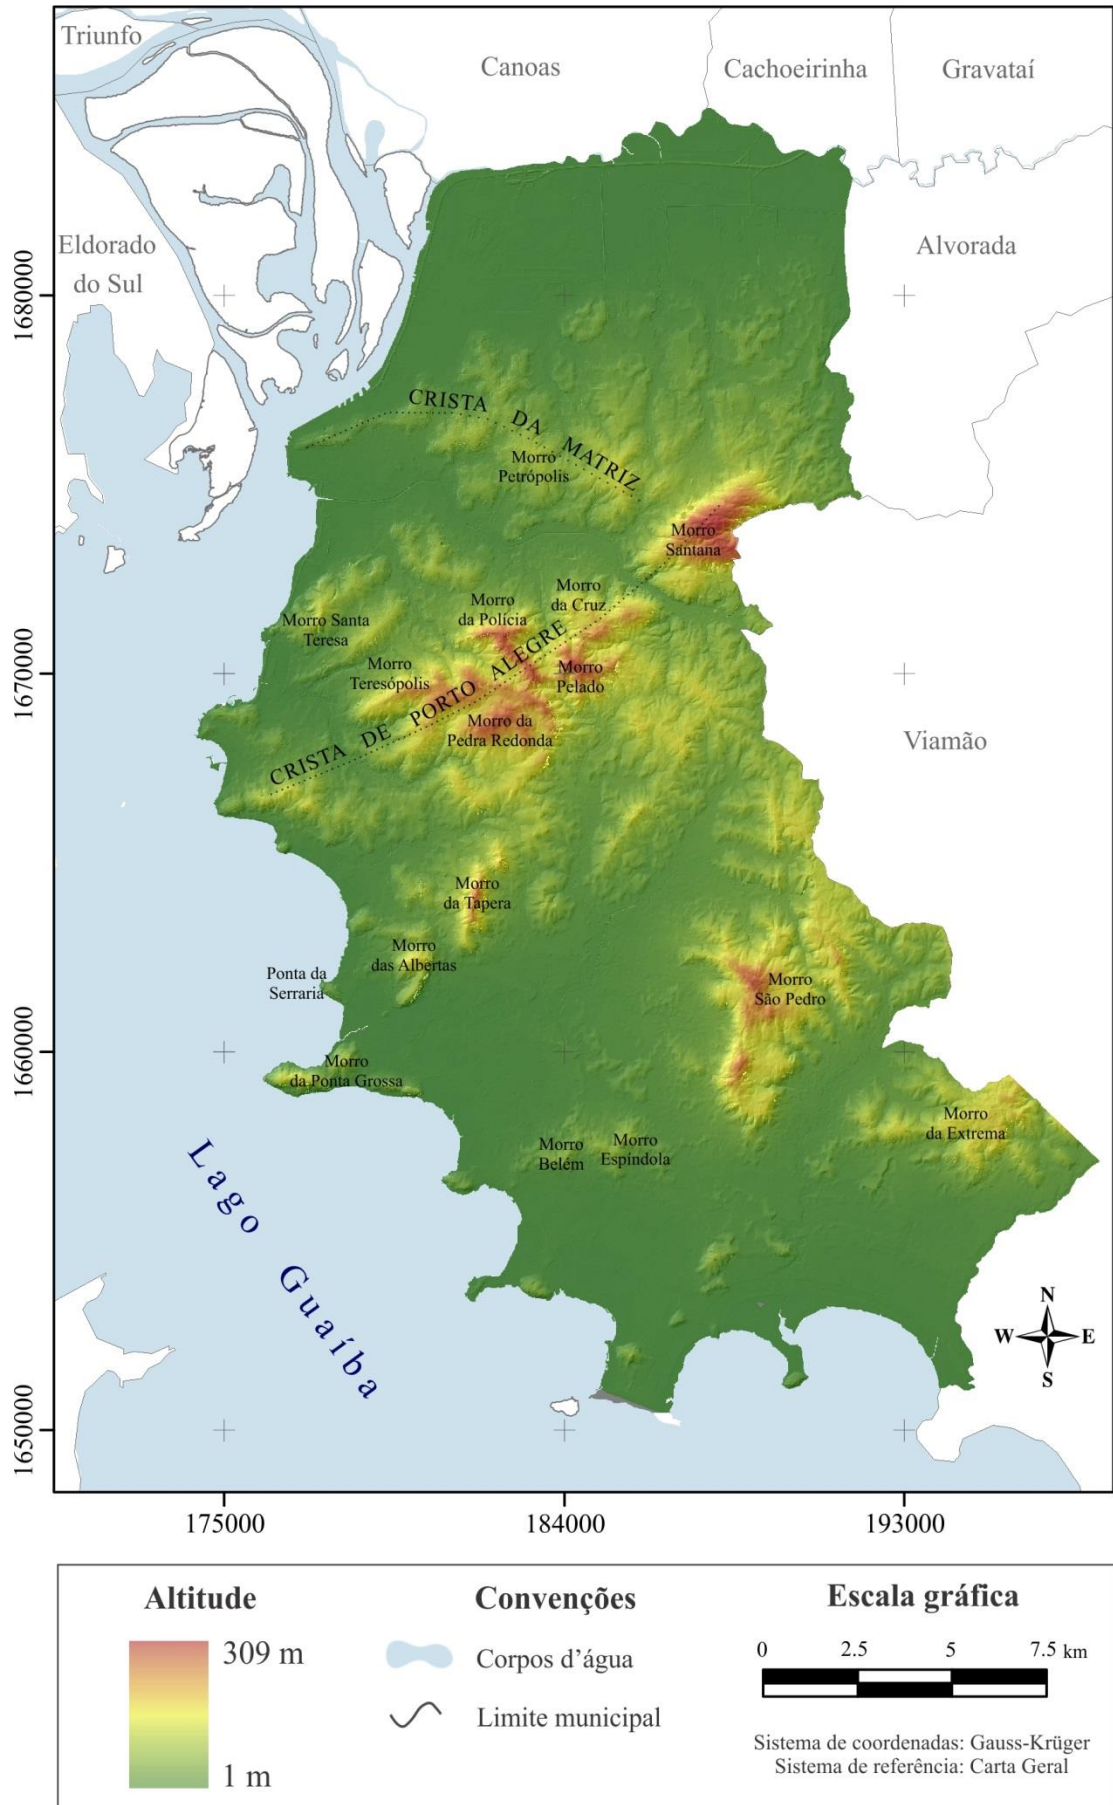 Triunfo
Canoas
Cachoeirinha
Gravataí
Eldorado
do Sul
Alvorada
1680000
CRISTA DA MATRIZ
Morro
Petrópolis
Morro
Santana
Morro
da Cruz
Morro
da Polícia
Morro Santa
Teresa
Morro
Teresópolis
1670000
Morro
Pelado
CRISTA DE PORTO ALEGRE
Morro da
Pedra Redonda
Viamão
Morro
da Tapera
Morro
das Albertas
Ponta da
Serraria
Morro
São Pedro
1660000
Morro
da Ponta Grossa
Morro
da Extrema
Morro
Belém
Morro
Espíndola
Lago Guaíba
N
W
E
S
1650000
175000
184000
193000
Altitude
309 m
1 m
Convenções
Corpos d’água
Limite municipal
Escala gráfica
0 2.5 5 7.5 km
Sistema de coordenadas: Gauss-Krüger
Sistema de referência: Carta Geral